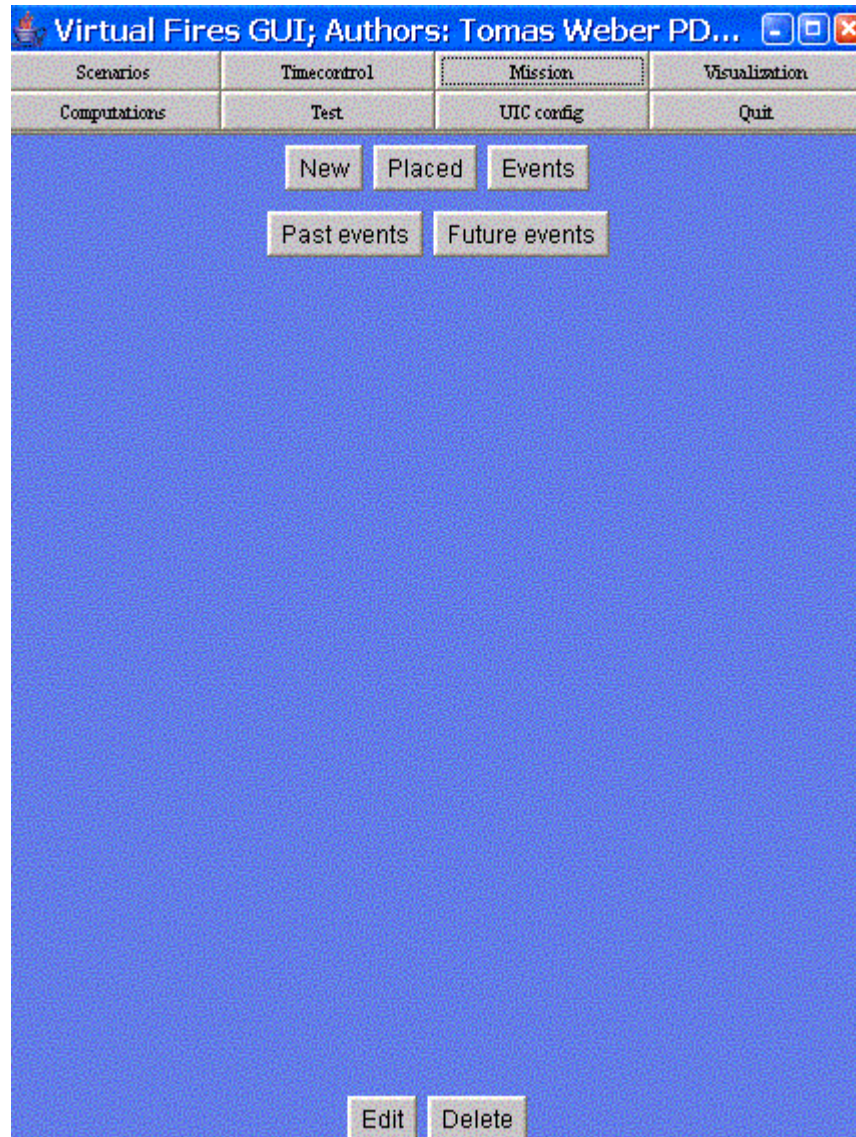 Virtual Fires GUI; Authors: Tomas Weber PD...
Scenarios Timecontrol Mission Visualization
Computations Test UIC config Quit
New Placed Events
Past events Future events
Edit Delete